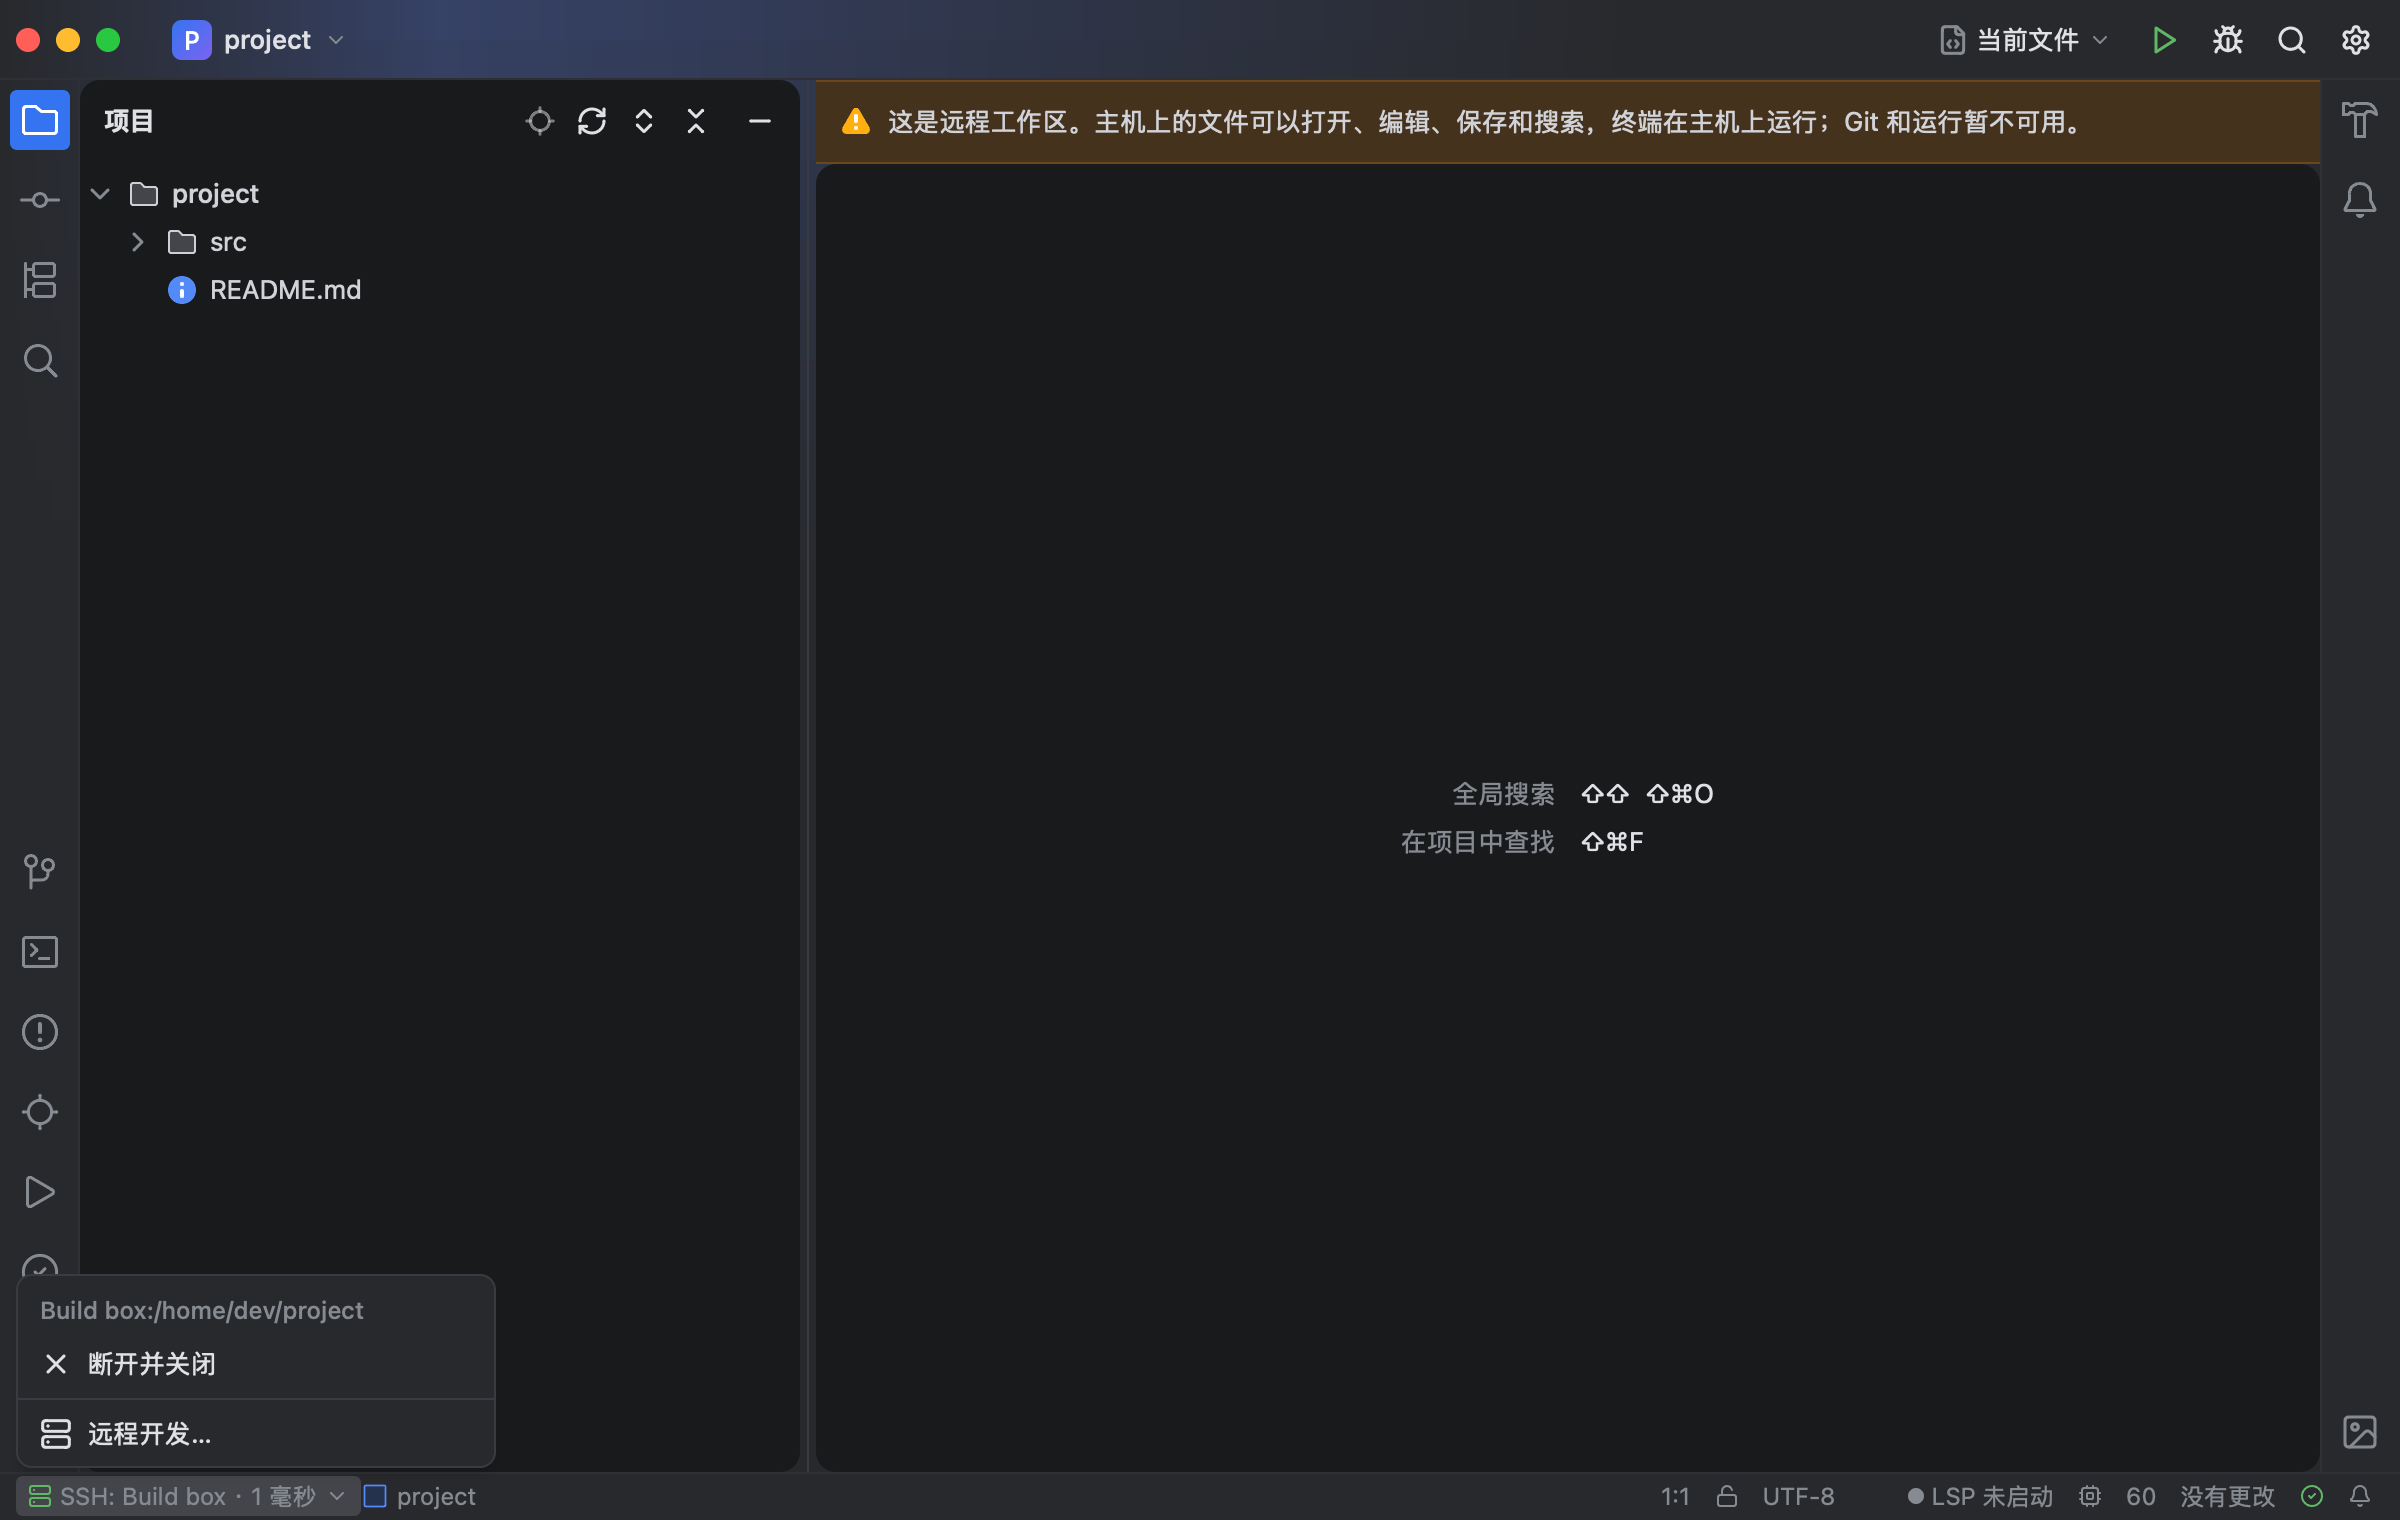 P project
当前文件
项目
这是远程工作区。主机上的文件可以打开、编辑、保存和搜索，终端在主机上运行；Git 和运行暂不可用。
project
src
README.md
全局搜索 ⇧⇧ ⇧⌘O
在项目中查找 ⇧⌘F
Build box:/home/dev/project
断开并关闭
远程开发...
SSH: Build box · 1 毫秒 project 1:1 UTF-8 LSP 未启动 60 没有更改